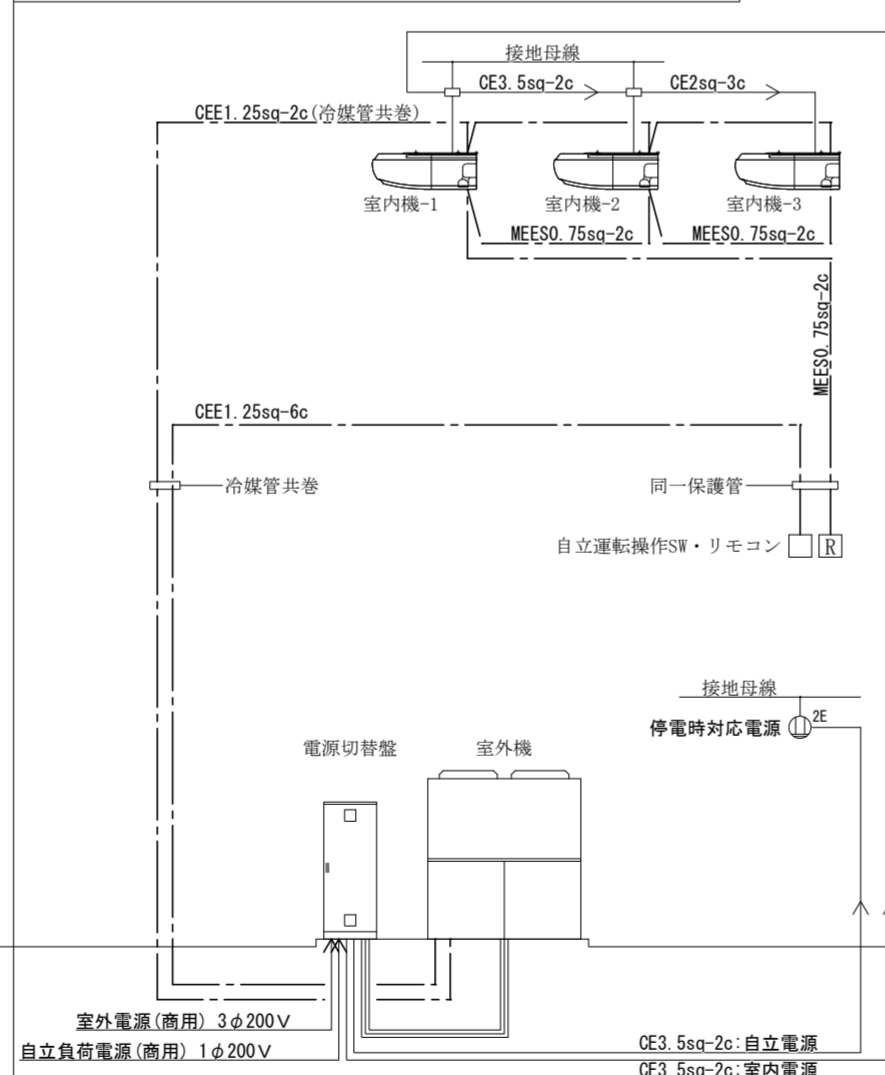 接地母線
CE3.5sq-2c
CE2sq-3c
CEE1.25sq-2c(冷媒管共巻)
室内機-1
室内機-2
室内機-3
MEES0.75sq-2c
MEES0.75sq-2c
MEES0.75sq-2c
CEE1.25sq-6c
冷媒管共巻
同一保護管
自立運転操作SW・リモコン
R
接地母線
停電時対応電源
2E
電源切替盤
室外機
室外電源(商用) 3φ200V
自立負荷電源(商用) 1φ200V
CE3.5sq-2c:自立電源
CE3.5sq-2c:室内電源